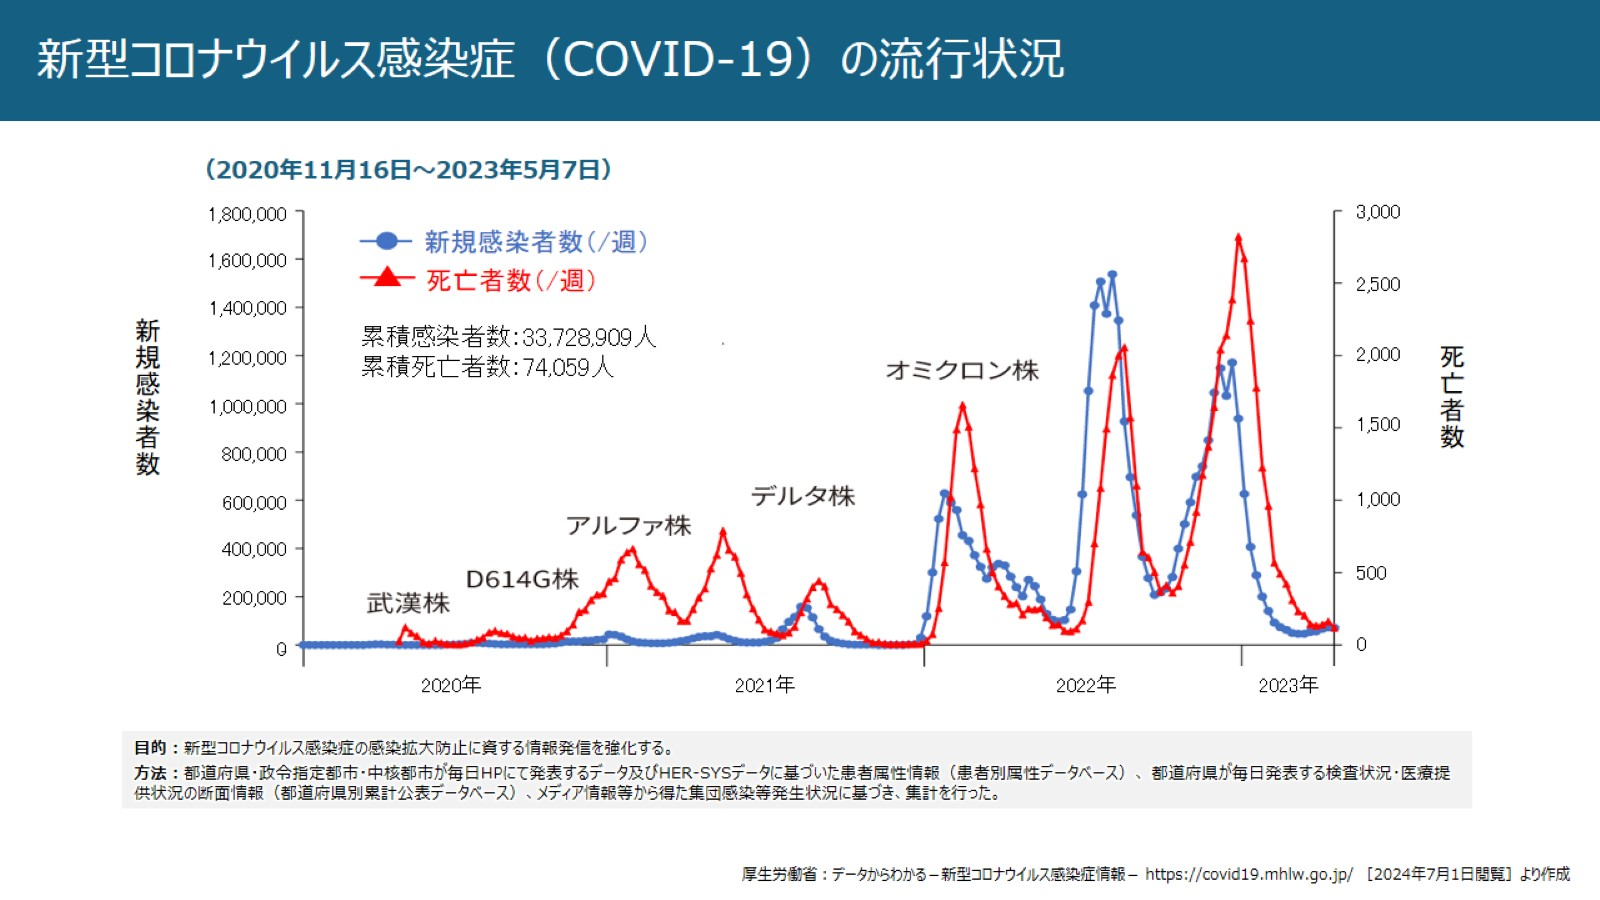 新型コロナウイルス感染症（COVID-19）の流行状況
（2020年11月16日～2023年5月7日）
1,800,000
1,600,000
1,400,000
1,200,000
1,000,000
800,000
600,000
400,000
200,000
0
新規感染者数
新規感染者数(/週)
死亡者数(/週)
累積感染者数:33,728,909人
累積死亡者数:74,059人
武漢株
D614G株
アルファ株
デルタ株
オミクロン株
3,000
2,500
2,000
1,500
1,000
500
0
死亡者数
2020年
2021年
2022年
2023年
目的：新型コロナウイルス感染症の感染拡大防止に資する情報発信を強化する。
方法：都道府県・政令指定都市・中核都市が毎日HPにて発表するデータ及びHER-SYSデータに基づいた患者属性情報（患者別属性データベース）、都道府県が毎日発表する検査状況・医療提
供状況の断面情報（都道府県別累計公表データベース）、メディア情報等から得た集団感染等発生状況に基づき、集計を行った。
厚生労働省：データからわかる－新型コロナウイルス感染症情報－ https://covid19.mhlw.go.jp/ ［2024年7月1日閲覧］より作成